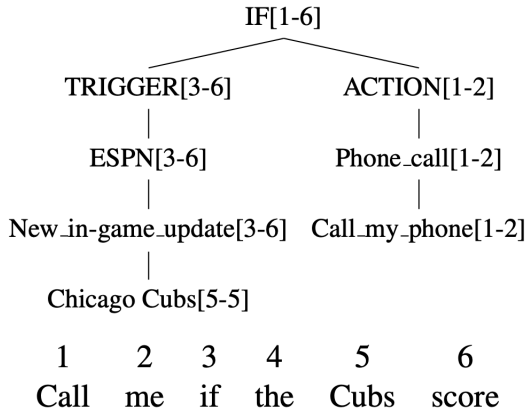 IF[1-6]
TRIGGER[3-6] ACTION[1-2]
ESPN[3-6] Phone_call[1-2]
New_in-game_update[3-6] Call_my_phone[1-2]
Chicago Cubs[5-5]
1 2 3 4 5 6
Call me if the Cubs score